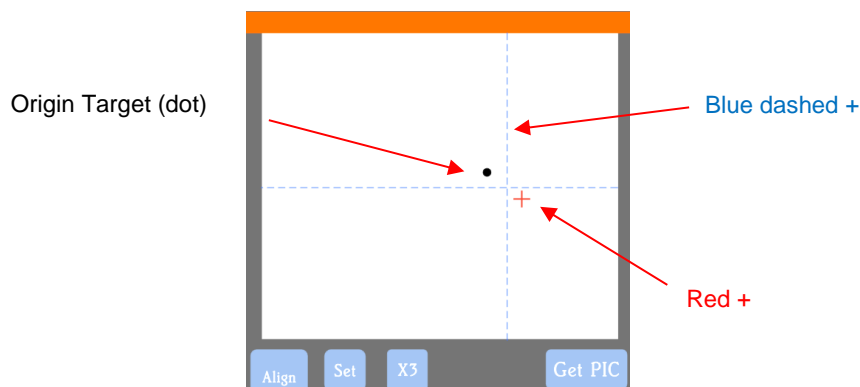 Origin Target (dot)
Blue dashed +
Red +
Align
Set
X3
Get PIC